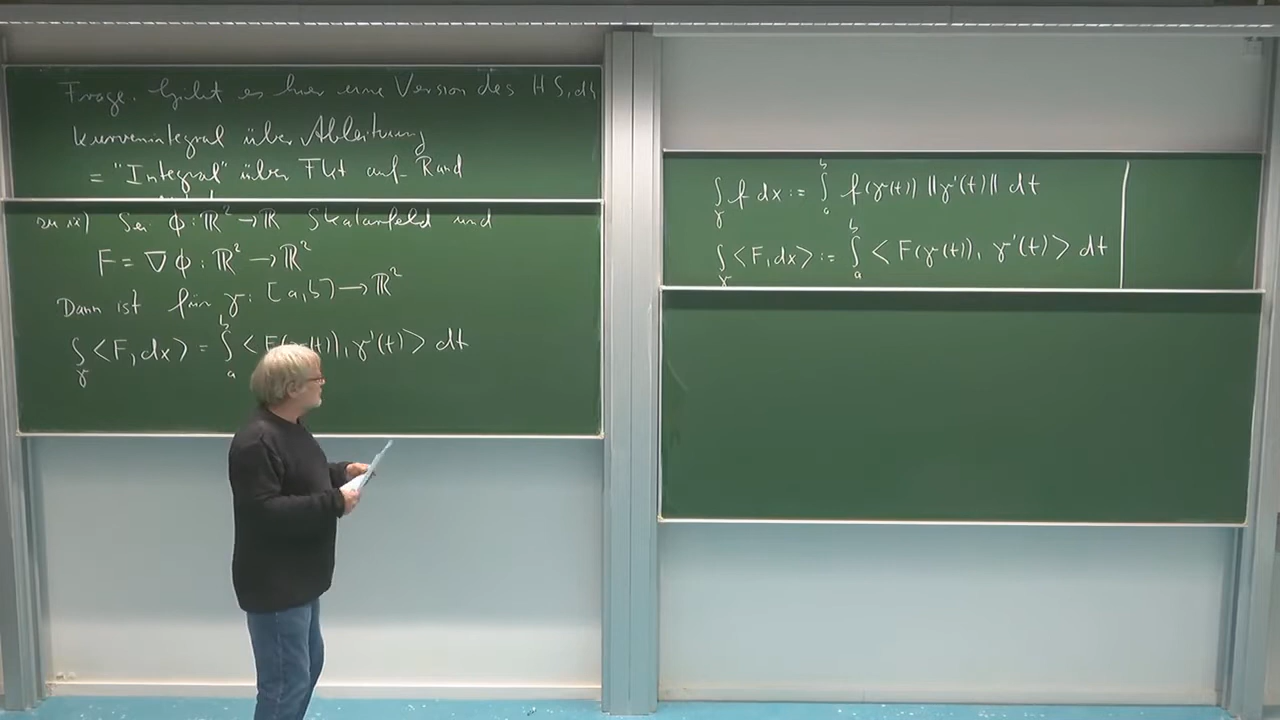 Frage. Gibt es hier eine Version des HS, dh
Kurvenintegral über Ableitung
= "Integral" über Fkt auf Rand
zu ix) Sei ϕ: ℝ² → ℝ Skalarfeld und
F = ∇ϕ: ℝ² → ℝ²
Dann ist für γ: [a,b] → ℝ²
∫_γ <F, dx> = ∫_a^b <F(γ(t)), γ'(t)> dt
∫_γ f dx := ∫_a^b f(γ(t)) ||γ'(t)|| dt
∫_γ <F, dx> := ∫_a^b <F(γ(t)), γ'(t)> dt